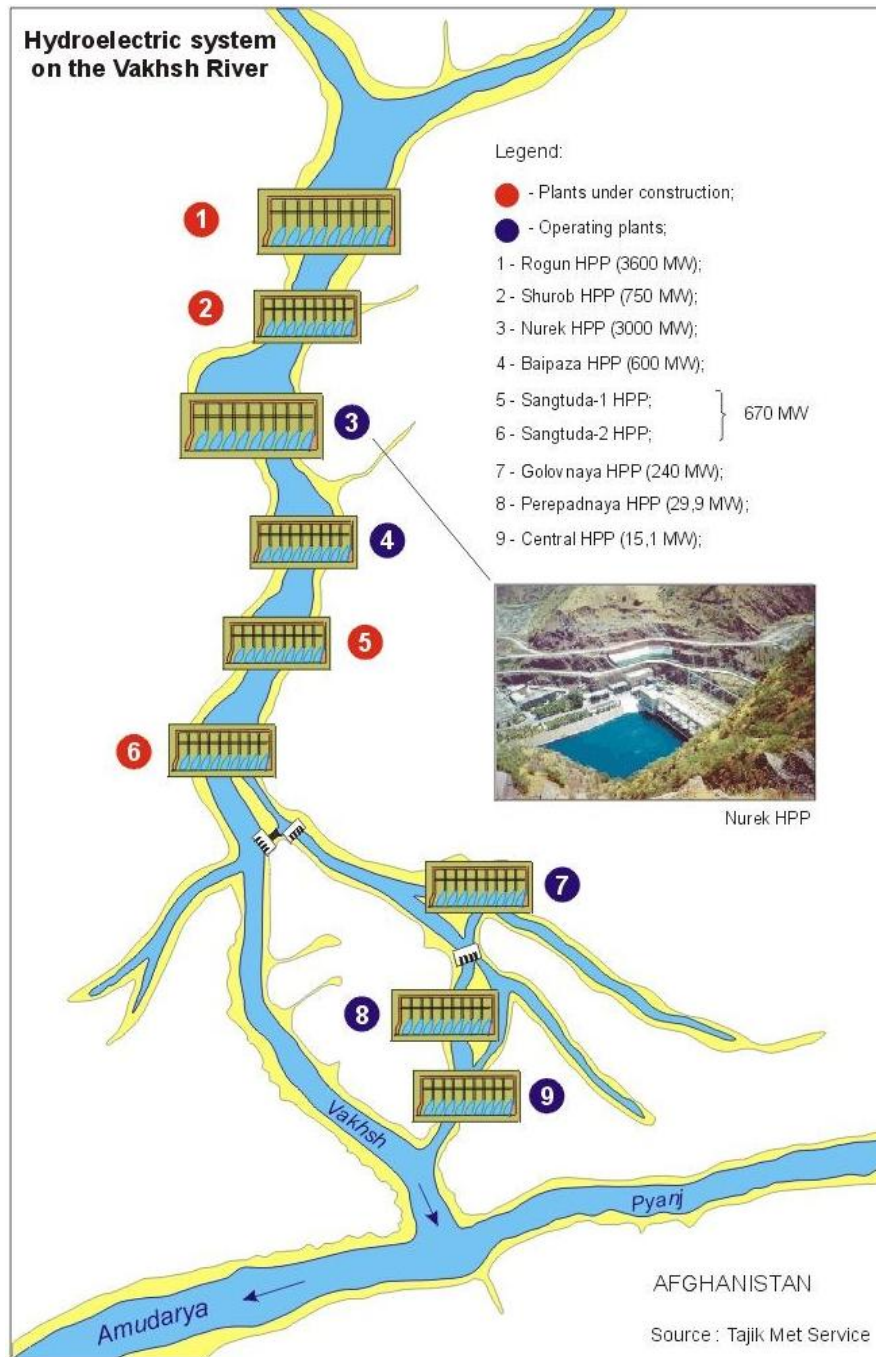 Hydroelectric system
on the Vakhsh River
Legend:
- Plants under construction;
- Operating plants;
1 - Rogun HPP (3600 MW);
2 - Shurob HPP (750 MW);
3 - Nurek HPP (3000 MW);
4 - Baipaza HPP (600 MW);
5 - Sangtuda-1 HPP;
6 - Sangtuda-2 HPP;
670 MW
7 - Golovnaya HPP (240 MW);
8 - Perepadnaya HPP (29,9 MW);
9 - Central HPP (15,1 MW);
1
2
3
4
5
6
Nurek HPP
7
8
9
Vakhsh
Pyanj
Amudarya
AFGHANISTAN
Source : Tajik Met Service